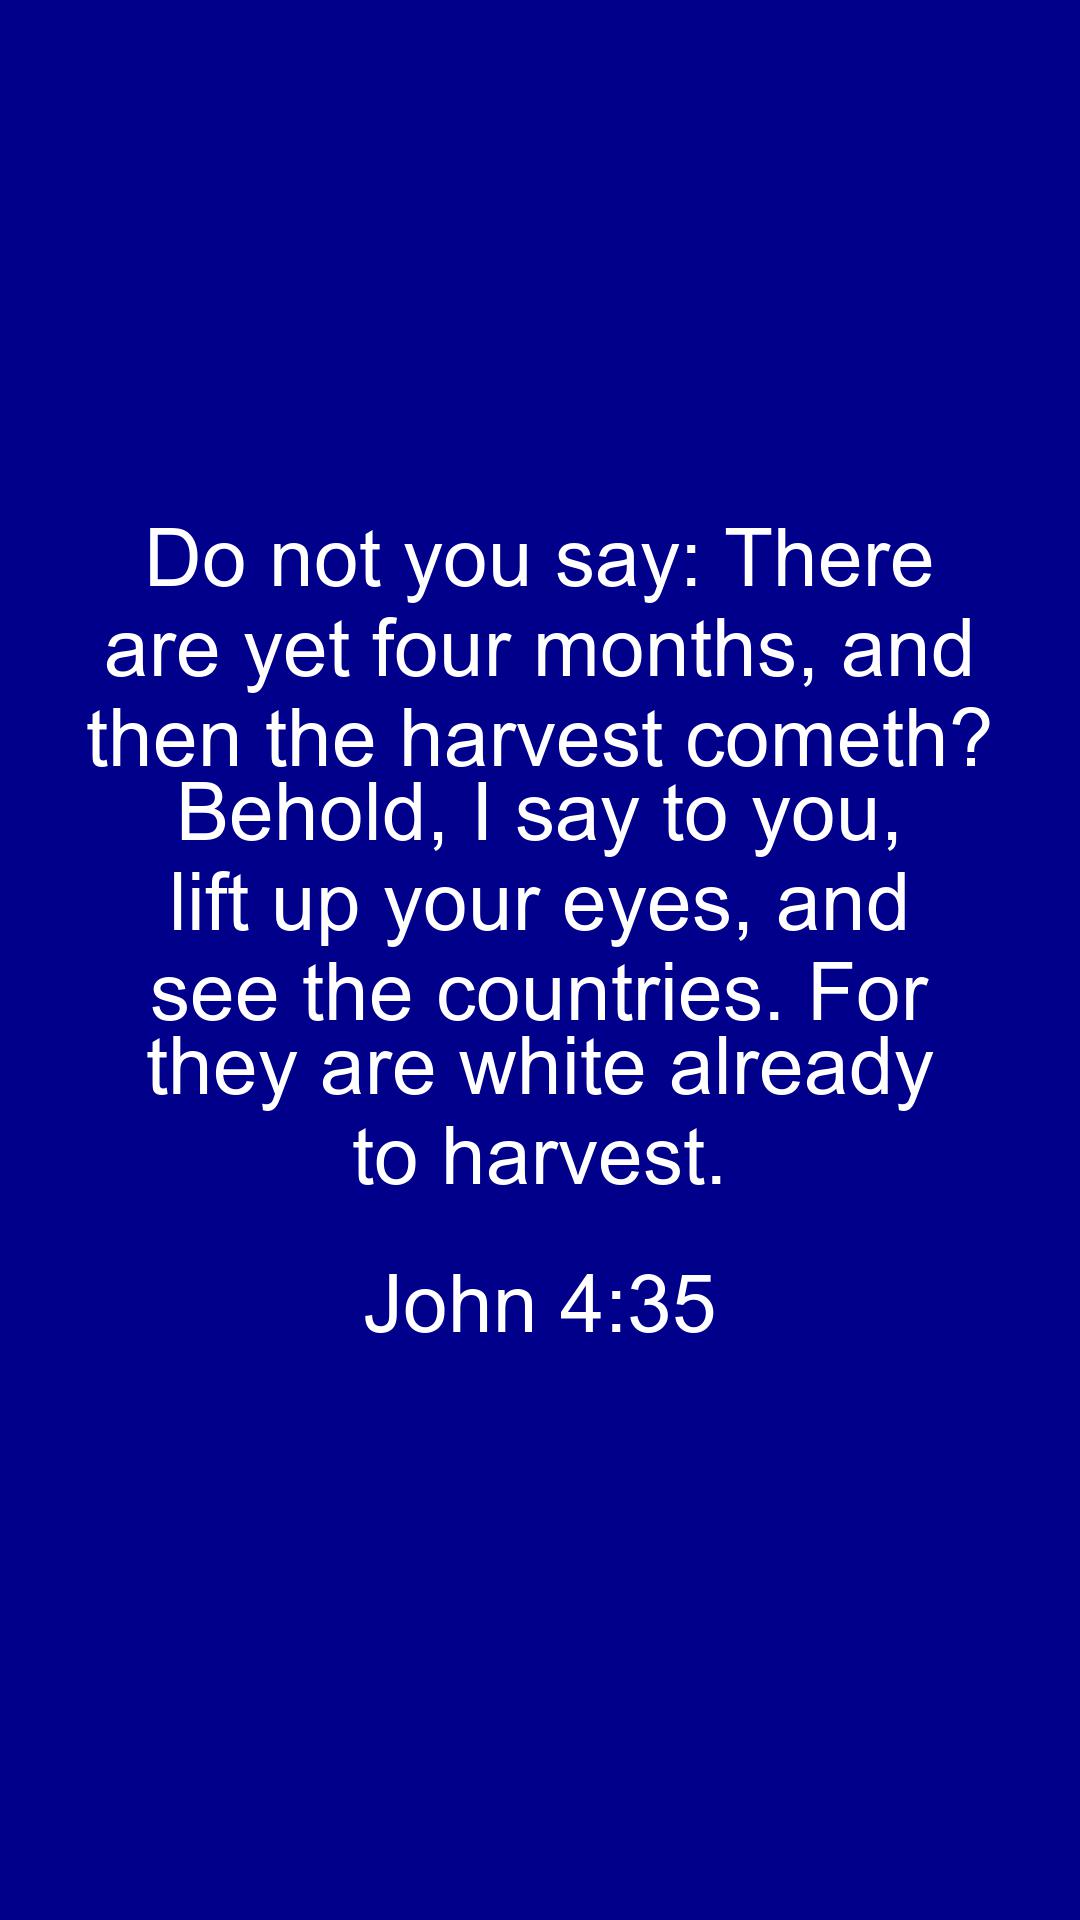 Do not you say: There
are yet four months, and
then the harvest cometh?
Behold, I say to you,
lift up your eyes, and
see the countries. For
they are white already
to harvest.
John 4:35